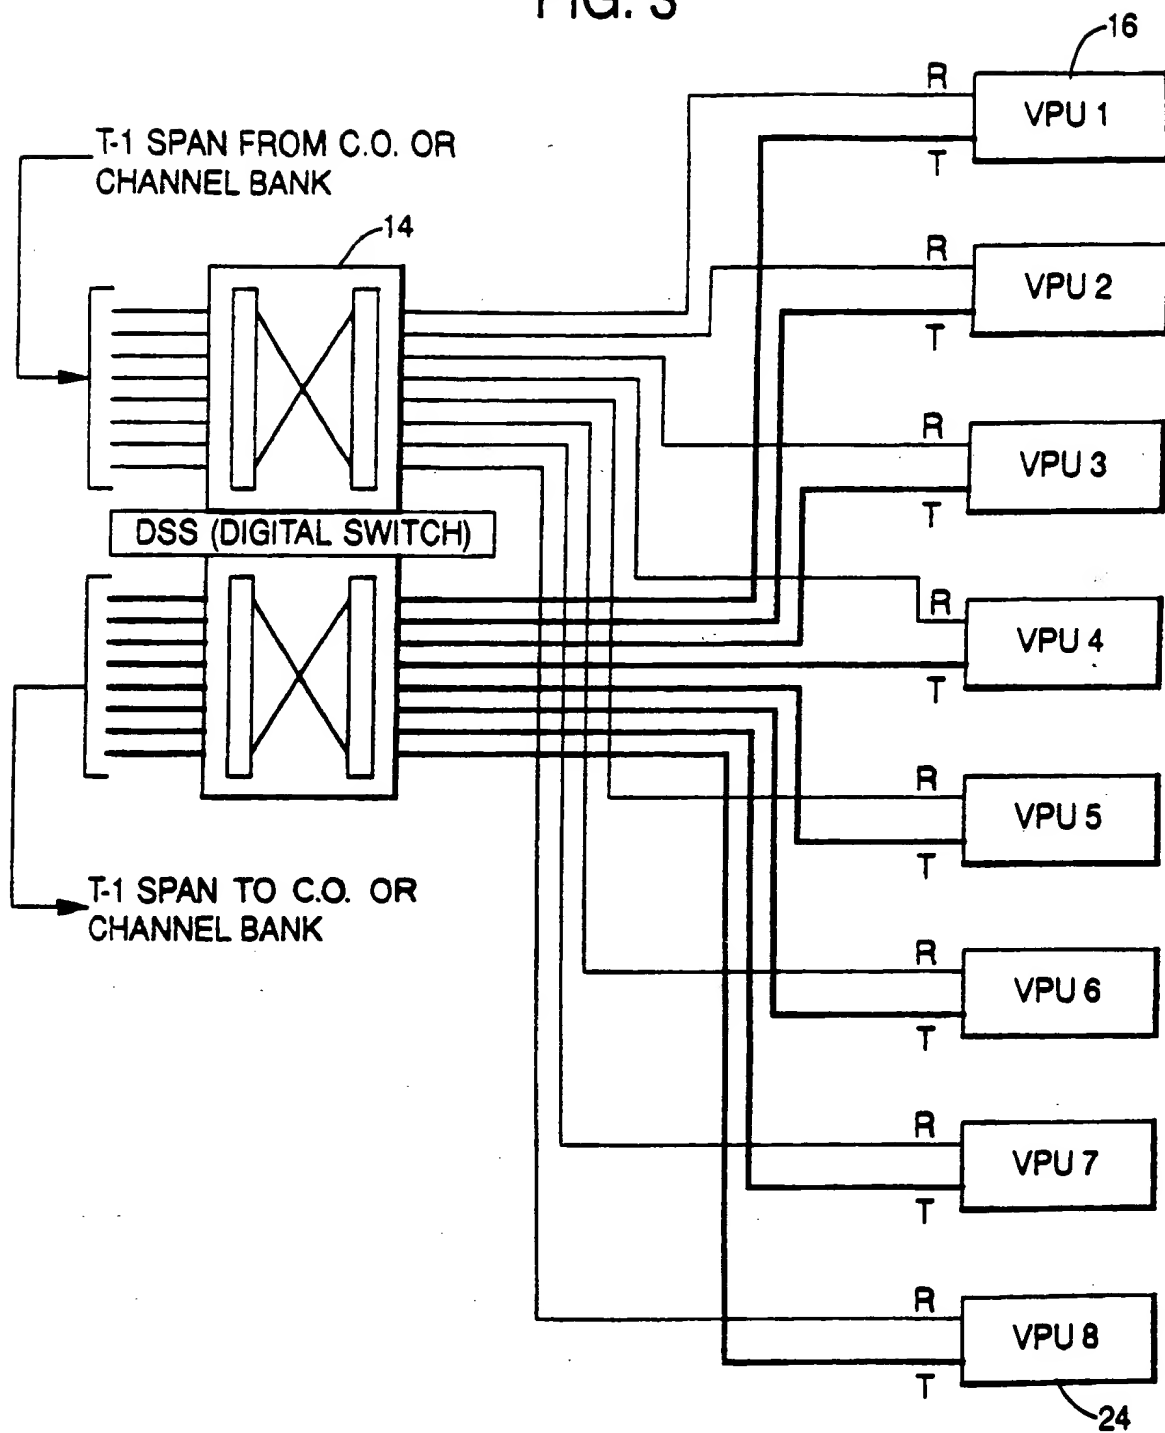 FIG. 3
16
R
VPU 1
T
T-1 SPAN FROM C.O. OR
CHANNEL BANK
14
R
VPU 2
T
R
VPU 3
T
DSS (DIGITAL SWITCH)
R
VPU 4
T
R
VPU 5
T
T-1 SPAN TO C.O. OR
CHANNEL BANK
R
VPU 6
T
R
VPU 7
T
R
VPU 8
T
24